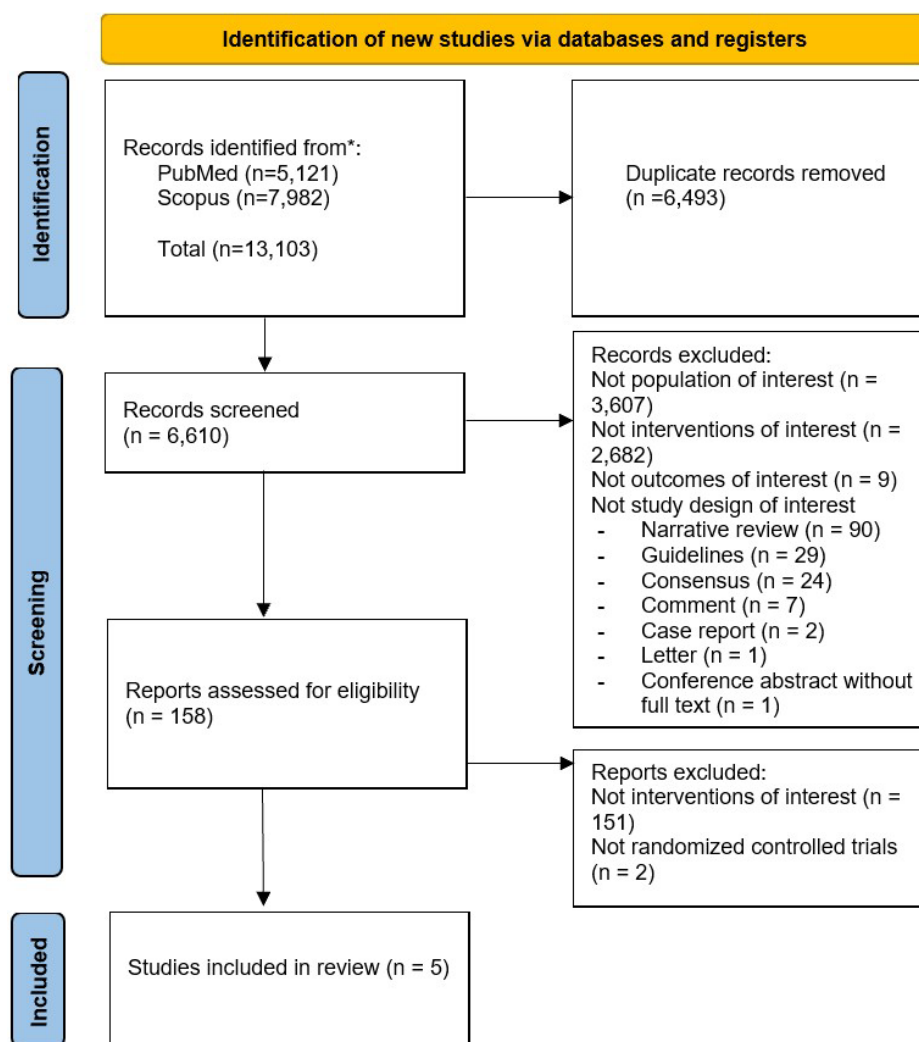 Identification of new studies via databases and registers
Identification
Records identified from*:
PubMed (n=5,121)
Scopus (n=7,982)
Total (n=13,103)
Duplicate records removed
(n =6,493)
Screening
Records screened
(n = 6,610)
Records excluded:
Not population of interest (n =
3,607)
Not interventions of interest (n =
2,682)
Not outcomes of interest (n = 9)
Not study design of interest
- Narrative review (n = 90)
- Guidelines (n = 29)
- Consensus (n = 24)
- Comment (n = 7)
- Case report (n = 2)
- Letter (n = 1)
- Conference abstract without
full text (n = 1)
Reports assessed for eligibility
(n = 158)
Reports excluded:
Not interventions of interest (n =
151)
Not randomized controlled trials
(n = 2)
Included
Studies included in review (n = 5)